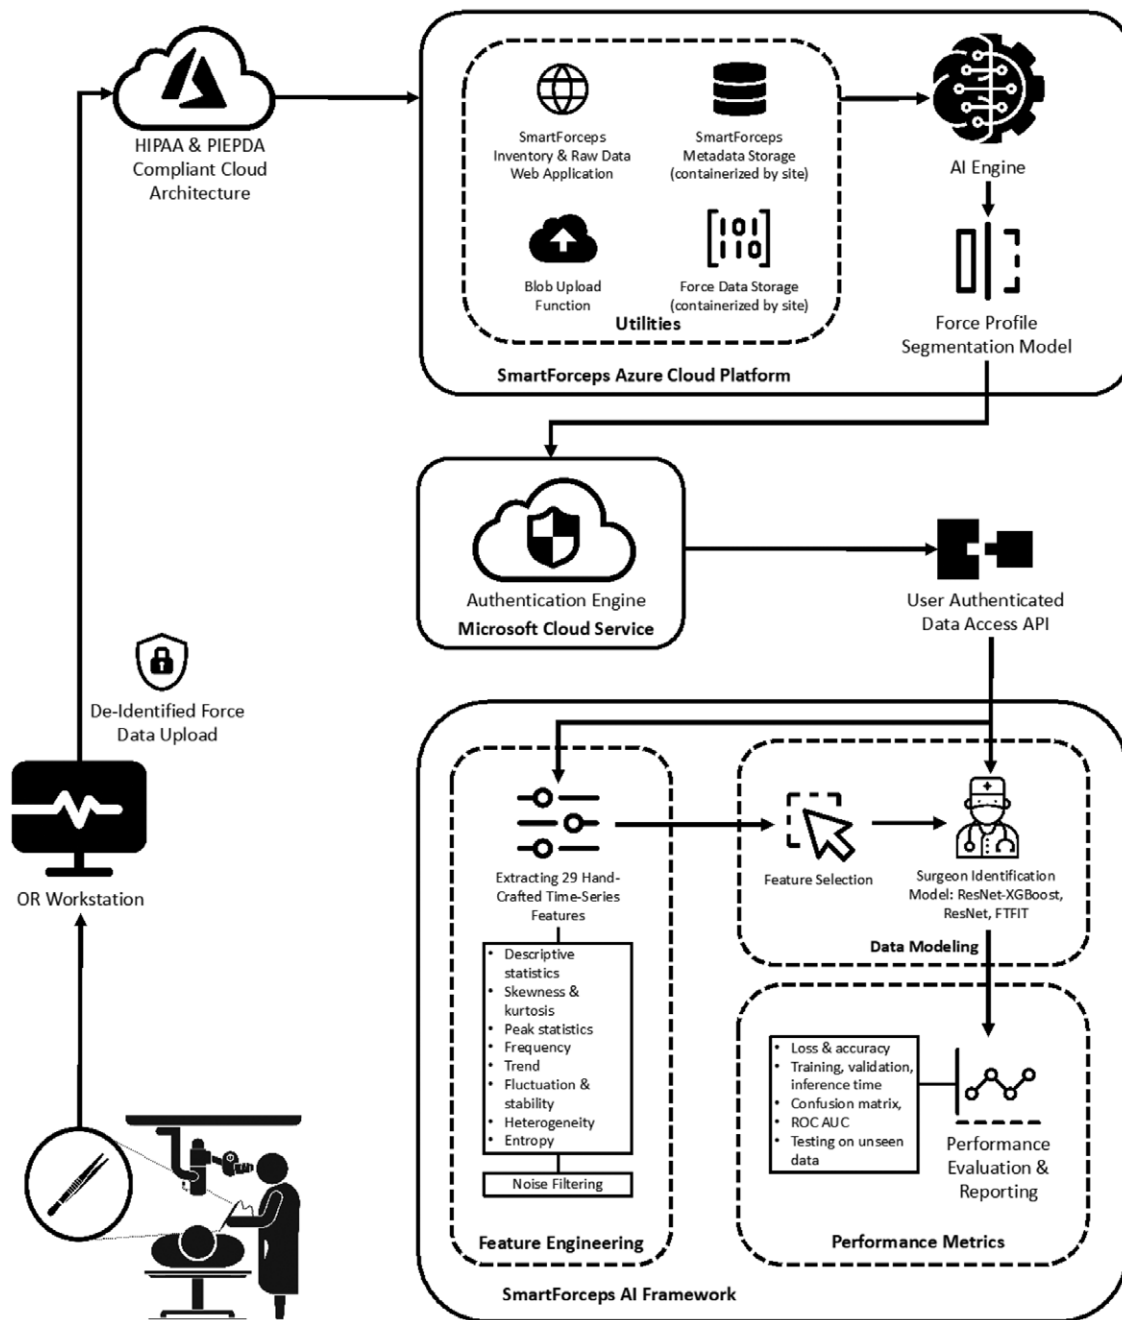 HIPAA & PIEPDA
Compliant Cloud
Architecture
SmartForceps
Inventory & Raw Data
Web Application
SmartForceps
Metadata Storage
(containerized by site)
Blob Upload
Function
Force Data Storage
(containerized by site)
Utilities
SmartForceps Azure Cloud Platform
AI Engine
Force Profile
Segmentation Model
Authentication Engine
Microsoft Cloud Service
User Authenticated
Data Access API
De-Identified Force
Data Upload
OR Workstation
Extracting 29 Hand-
Crafted Time-Series
Features
• Descriptive
statistics
• Skewness &
kurtosis
• Peak statistics
• Frequency
• Trend
• Fluctuation &
stability
• Heterogeneity
• Entropy
Noise Filtering
Feature Engineering
Feature Selection
Surgeon Identification
Model: ResNet-XGBoost,
ResNet, FTFIT
Data Modeling
• Loss & accuracy
• Training, validation,
inference time
• Confusion matrix,
• ROC AUC
• Testing on unseen
data
Performance
Evaluation &
Reporting
Performance Metrics
SmartForceps AI Framework